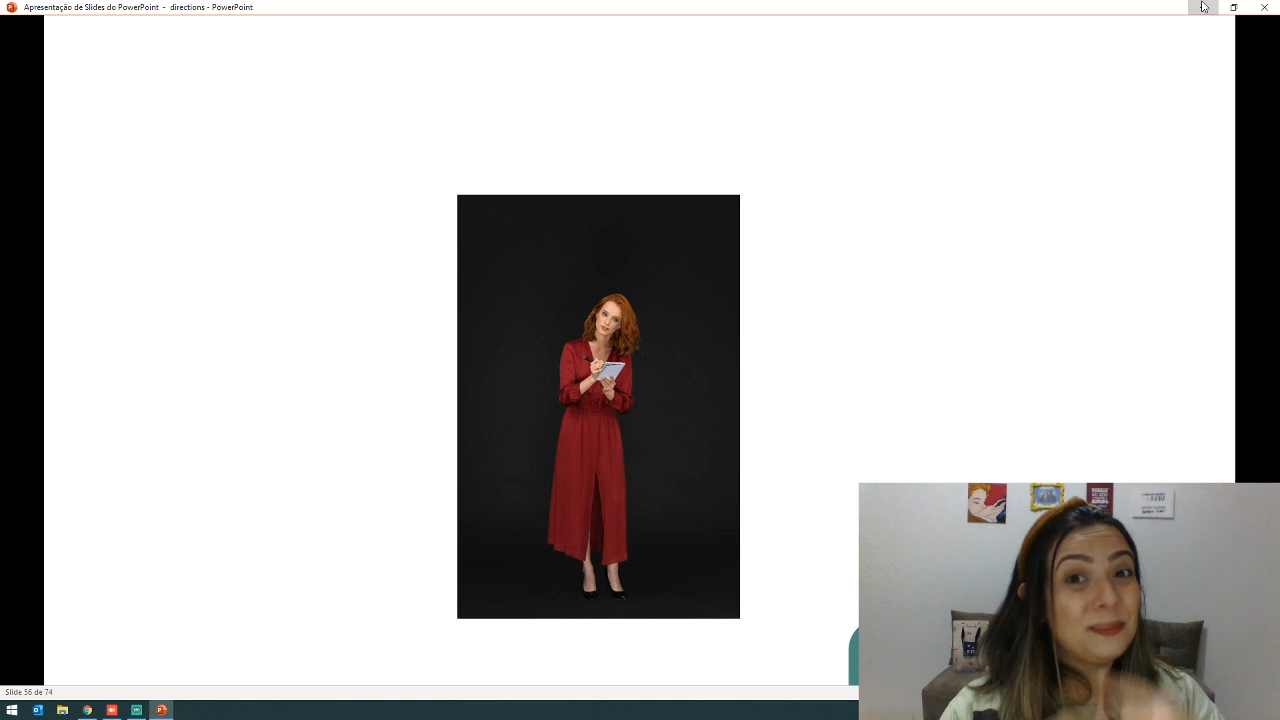 Apresentação de Slides do PowerPoint - directions - PowerPoint
Slide 56 de 74